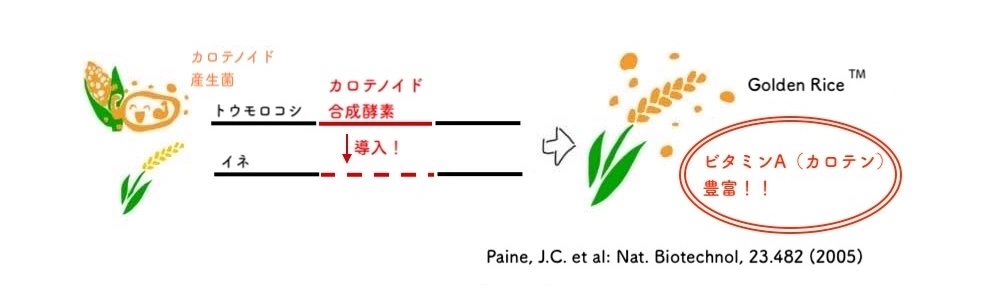 カロテノイド
産生菌
トウモロコシ
カロテノイド
合成酵素
導入!
イネ
Golden Rice™
ビタミンA(カロテン)
豊富!!
Paine, J.C. et al: Nat. Biotechnol, 23.482 (2005)